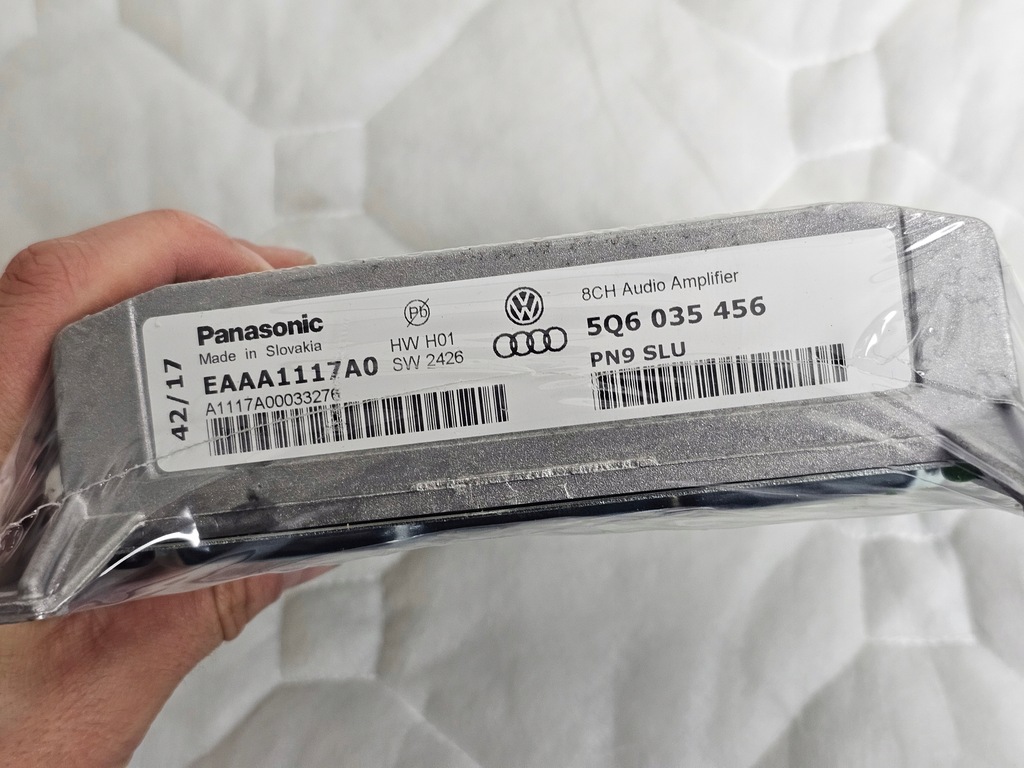 42/17
Panasonic
Made in Slovakia
EAAA1117A0
A1117A00033276
Pb
HW H01
SW 2426
8CH Audio Amplifier
5Q6 035 456
PN9 SLU